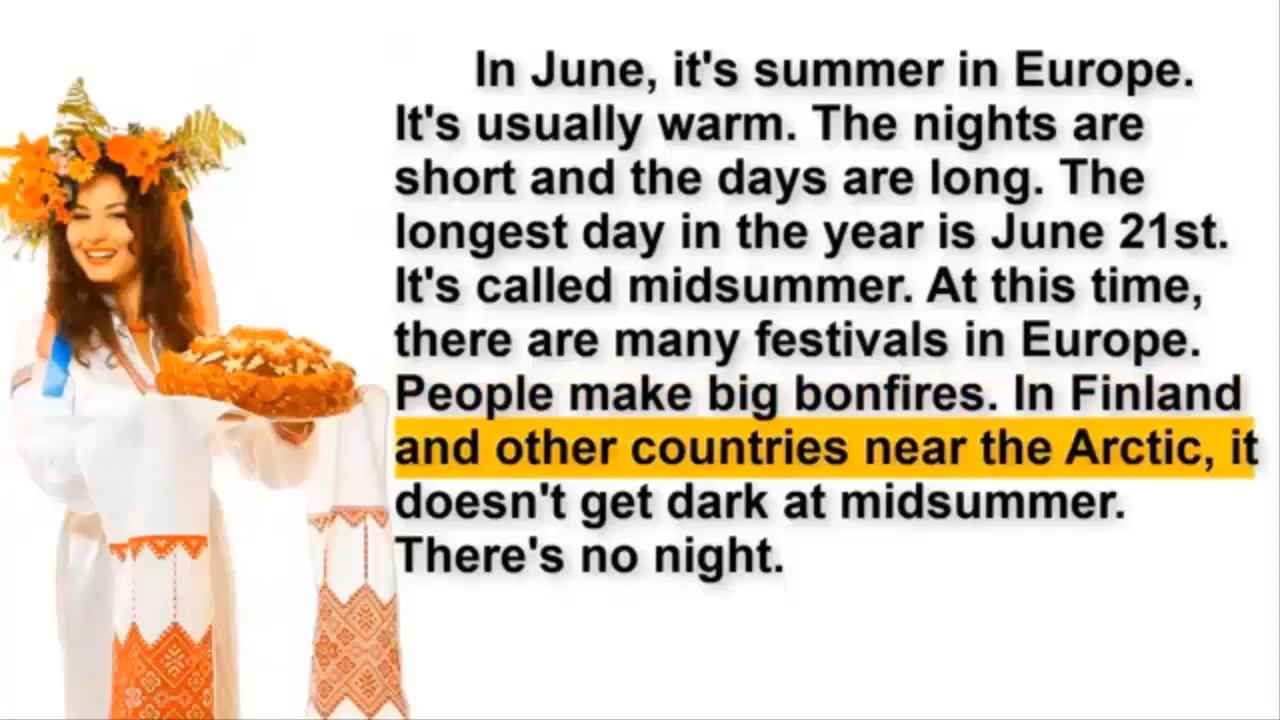 In June, it's summer in Europe.
It's usually warm. The nights are
short and the days are long. The
longest day in the year is June 21st.
It's called midsummer. At this time,
there are many festivals in Europe.
People make big bonfires. In Finland
and other countries near the Arctic, it
doesn't get dark at midsummer.
There's no night.